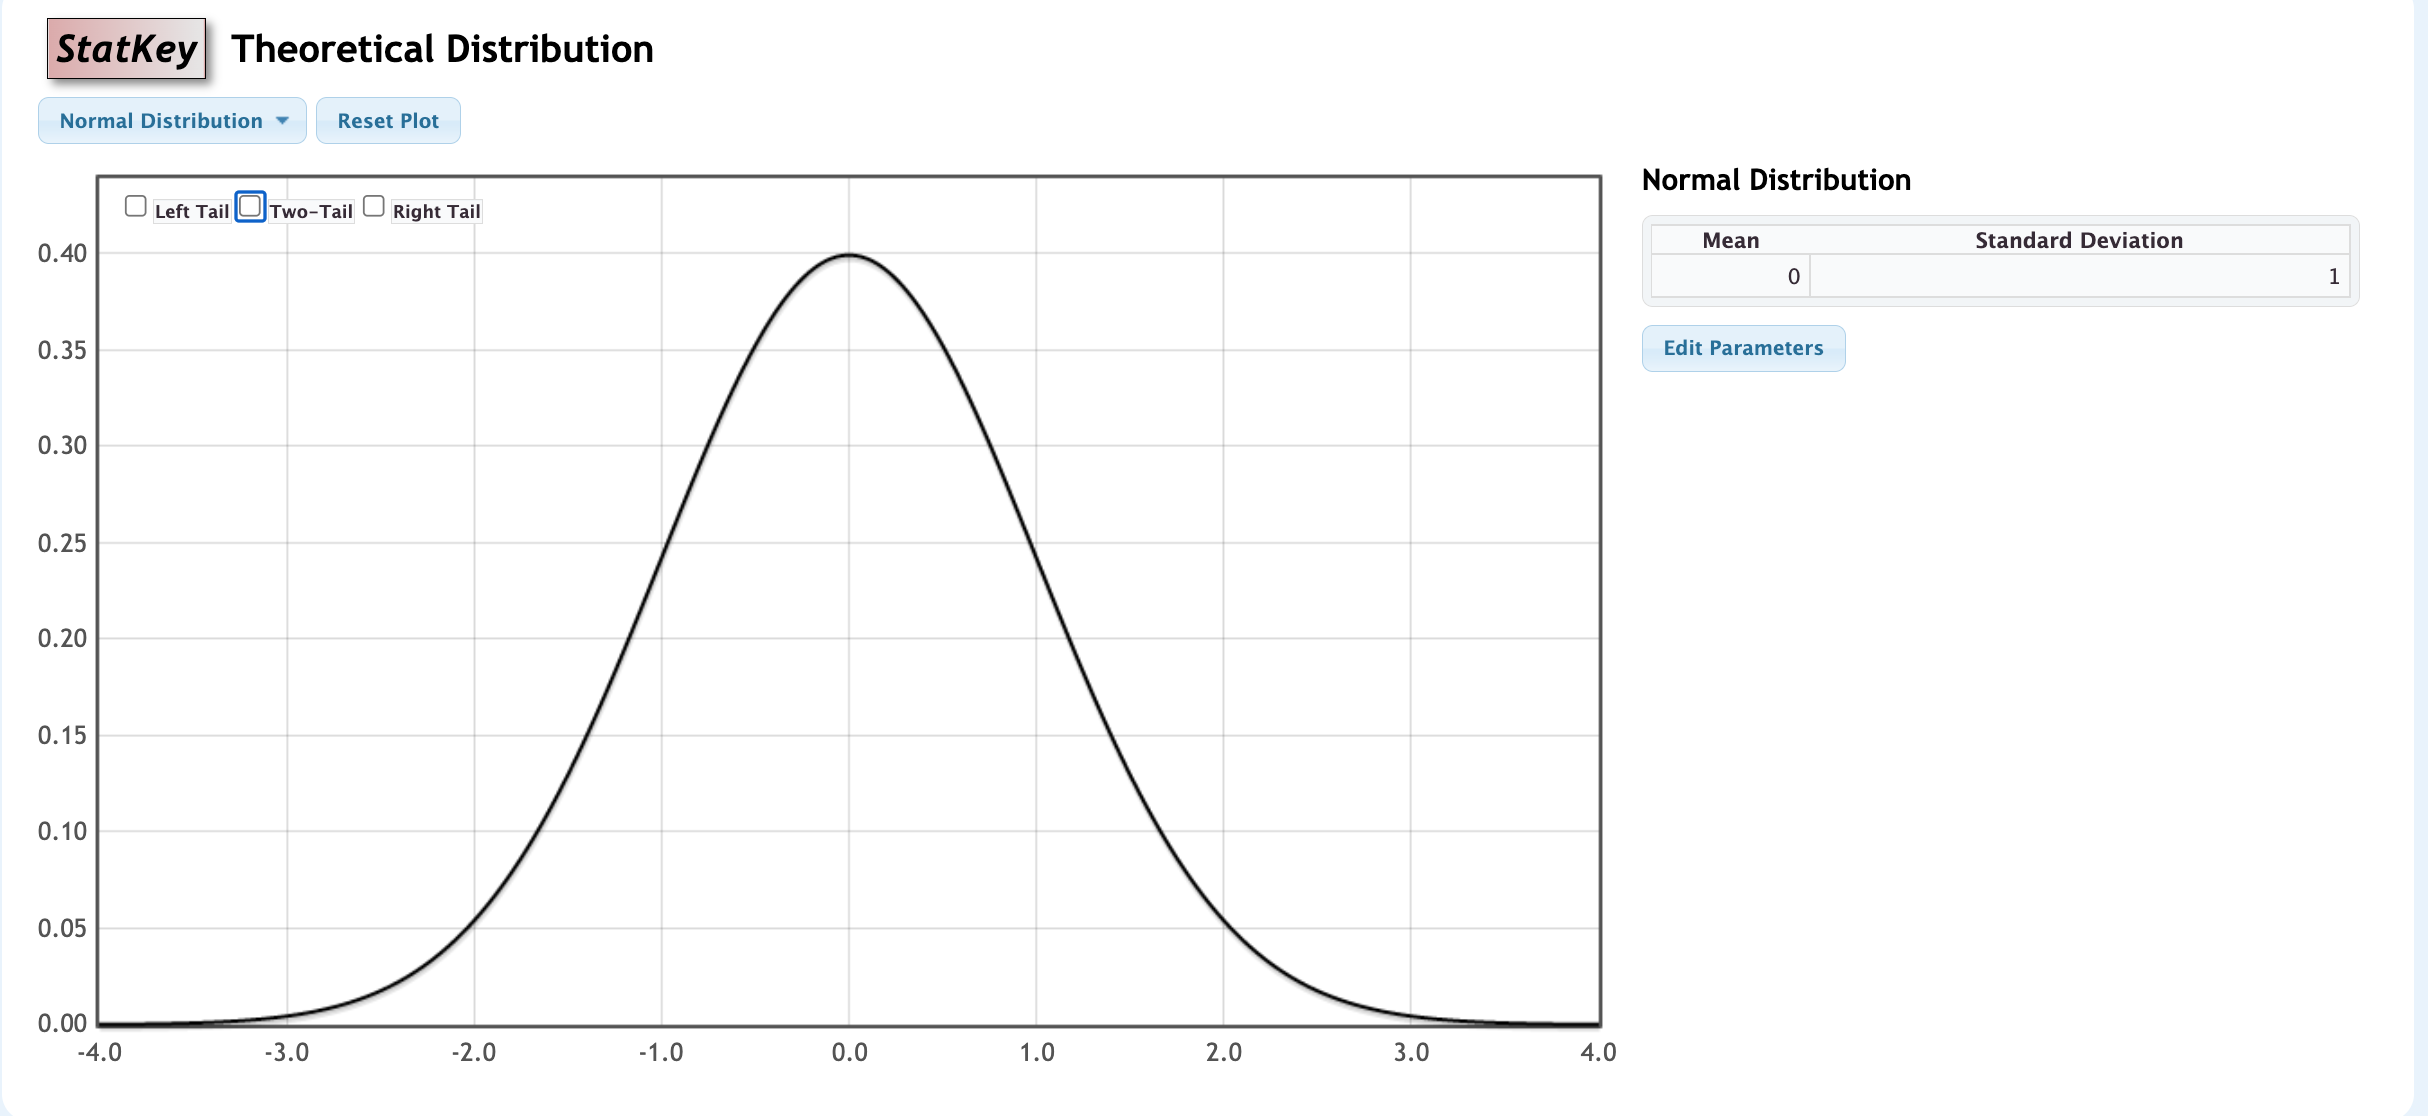 StatKey Theoretical Distribution
Normal Distribution Reset Plot
Left Tail Two-Tail Right Tail
0.40
0.35
0.30
0.25
0.20
0.15
0.10
0.05
0.00
-4.0 -3.0 -2.0 -1.0 0.0 1.0 2.0 3.0 4.0
Normal Distribution
Mean Standard Deviation
0 1
Edit Parameters